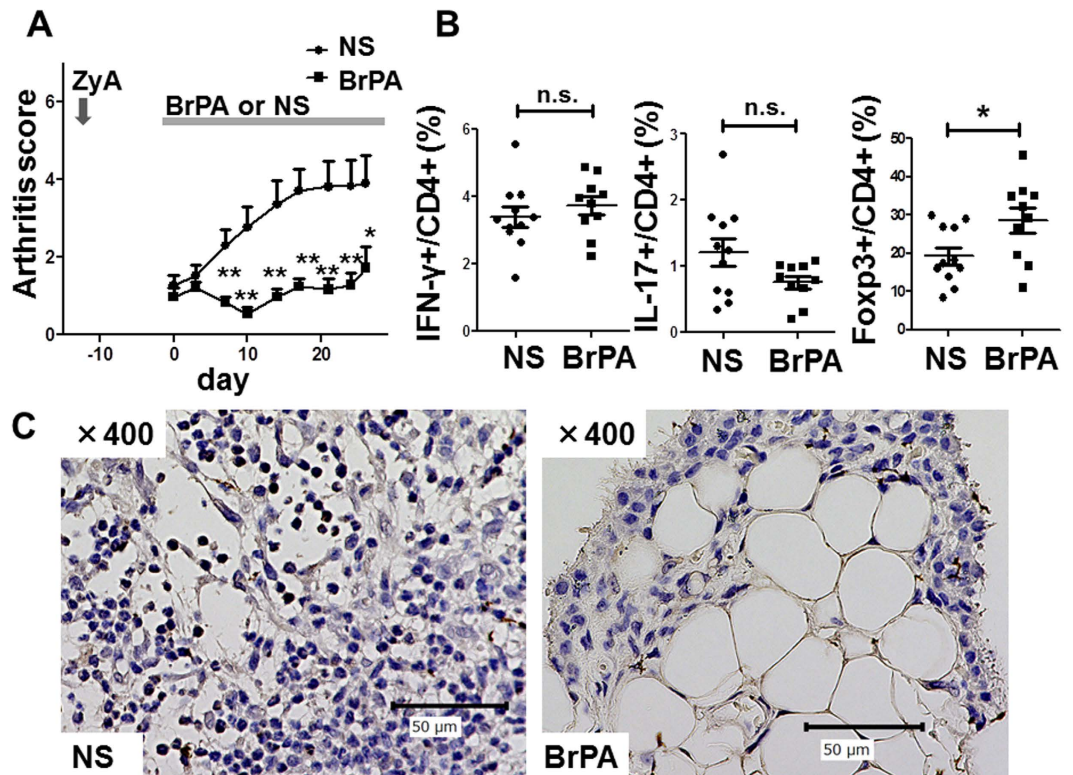 A
NS
BrPA
ZyA
BrPA or NS
Arthritis score
6
4
2
0
-10
0
10
20
day
**
**
**
**
**
**
*
B
n.s.
IFN-γ+/CD4+ (%)
6
4
2
0
NS BrPA
n.s.
IL-17+/CD4+ (%)
3
2
1
0
NS BrPA
*
Foxp3+/CD4+ (%)
50
40
30
20
10
0
NS BrPA
C
×400
50 μm
NS
×400
50 μm
BrPA